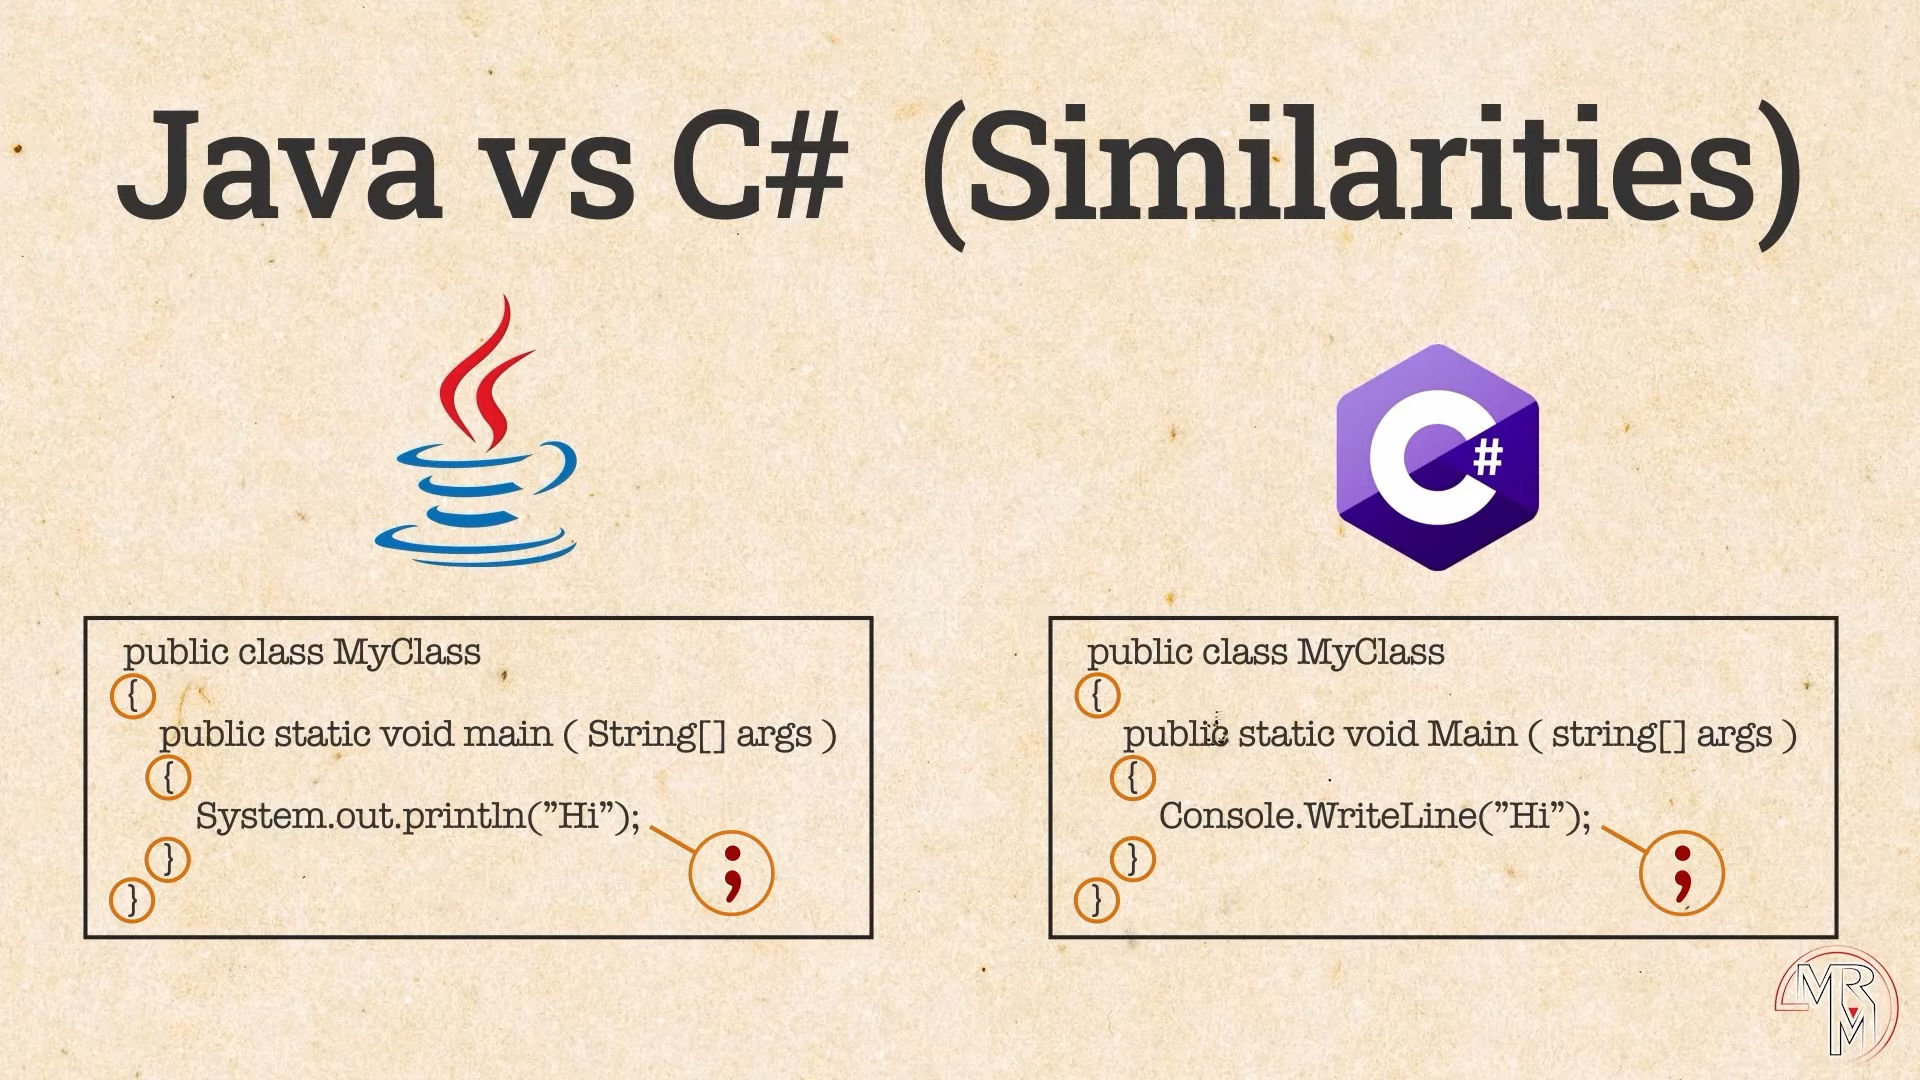 Java vs C# (Similarities)
C#
public class MyClass
{
public static void main ( String[] args )
{
System.out.println(”Hi”);
}
}
;
public class MyClass
{
public static void Main ( string[] args )
{
Console.WriteLine(”Hi”);
}
}
;
MRM